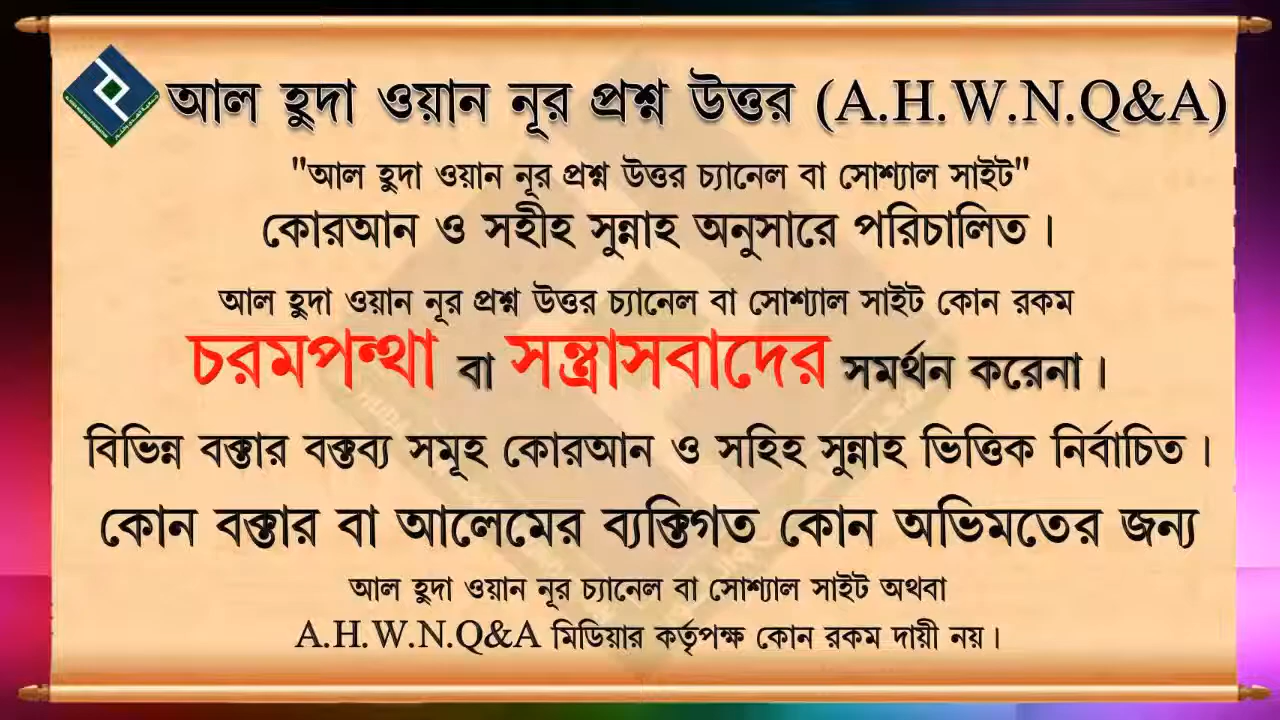 আল হুদা ওয়ান নূর প্রশ্ন উত্তর (A.H.W.N.Q&A)
"আল হুদা ওয়ান নূর প্রশ্ন উত্তর চ্যানেল বা সোশ্যাল সাইট"
কোরআন ও সহীহ সুন্নাহ অনুসারে পরিচালিত।
আল হুদা ওয়ান নূর প্রশ্ন উত্তর চ্যানেল বা সোশ্যাল সাইট কোন রকম
চরমপন্থা বা সন্ত্রাসবাদের সমর্থন করেনা।
বিভিন্ন বক্তার বক্তব্য সমূহ কোরআন ও সহিহ সুন্নাহ ভিত্তিক নির্বাচিত।
কোন বক্তার বা আলেমের ব্যক্তিগত কোন অভিমতের জন্য
আল হুদা ওয়ান নূর চ্যানেল বা সোশ্যাল সাইট অথবা
A.H.W.N.Q&A মিডিয়ার কর্তৃপক্ষ কোন রকম দায়ী নয়।